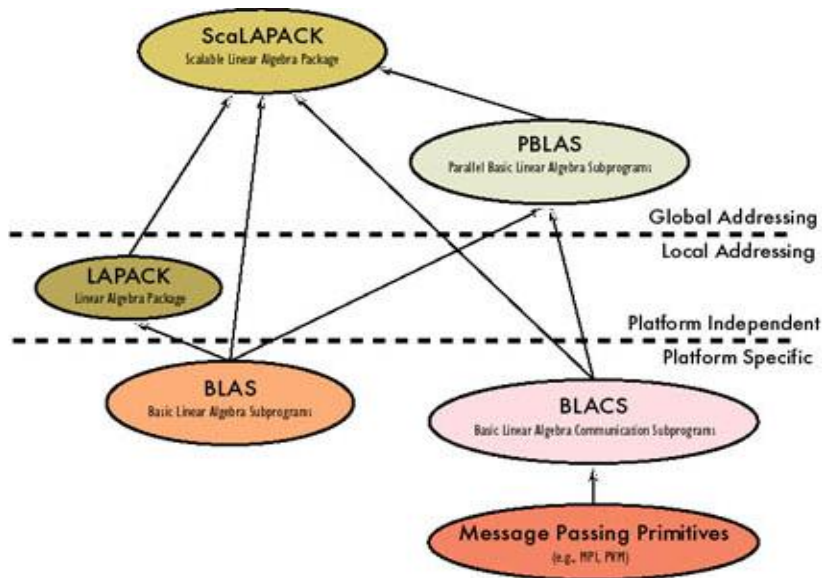 ScaLAPACK
Scalable Linear Algebra Package
PBLAS
Parallel Basic Linear Algebra Subprograms
Global Addressing
Local Addressing
LAPACK
Linear Algebra Package
Platform Independent
Platform Specific
BLAS
Basic Linear Algebra Subprograms
BLACS
Basic Linear Algebra Communication Subprograms
Message Passing Primitives
(e.g., MPI, PVM)